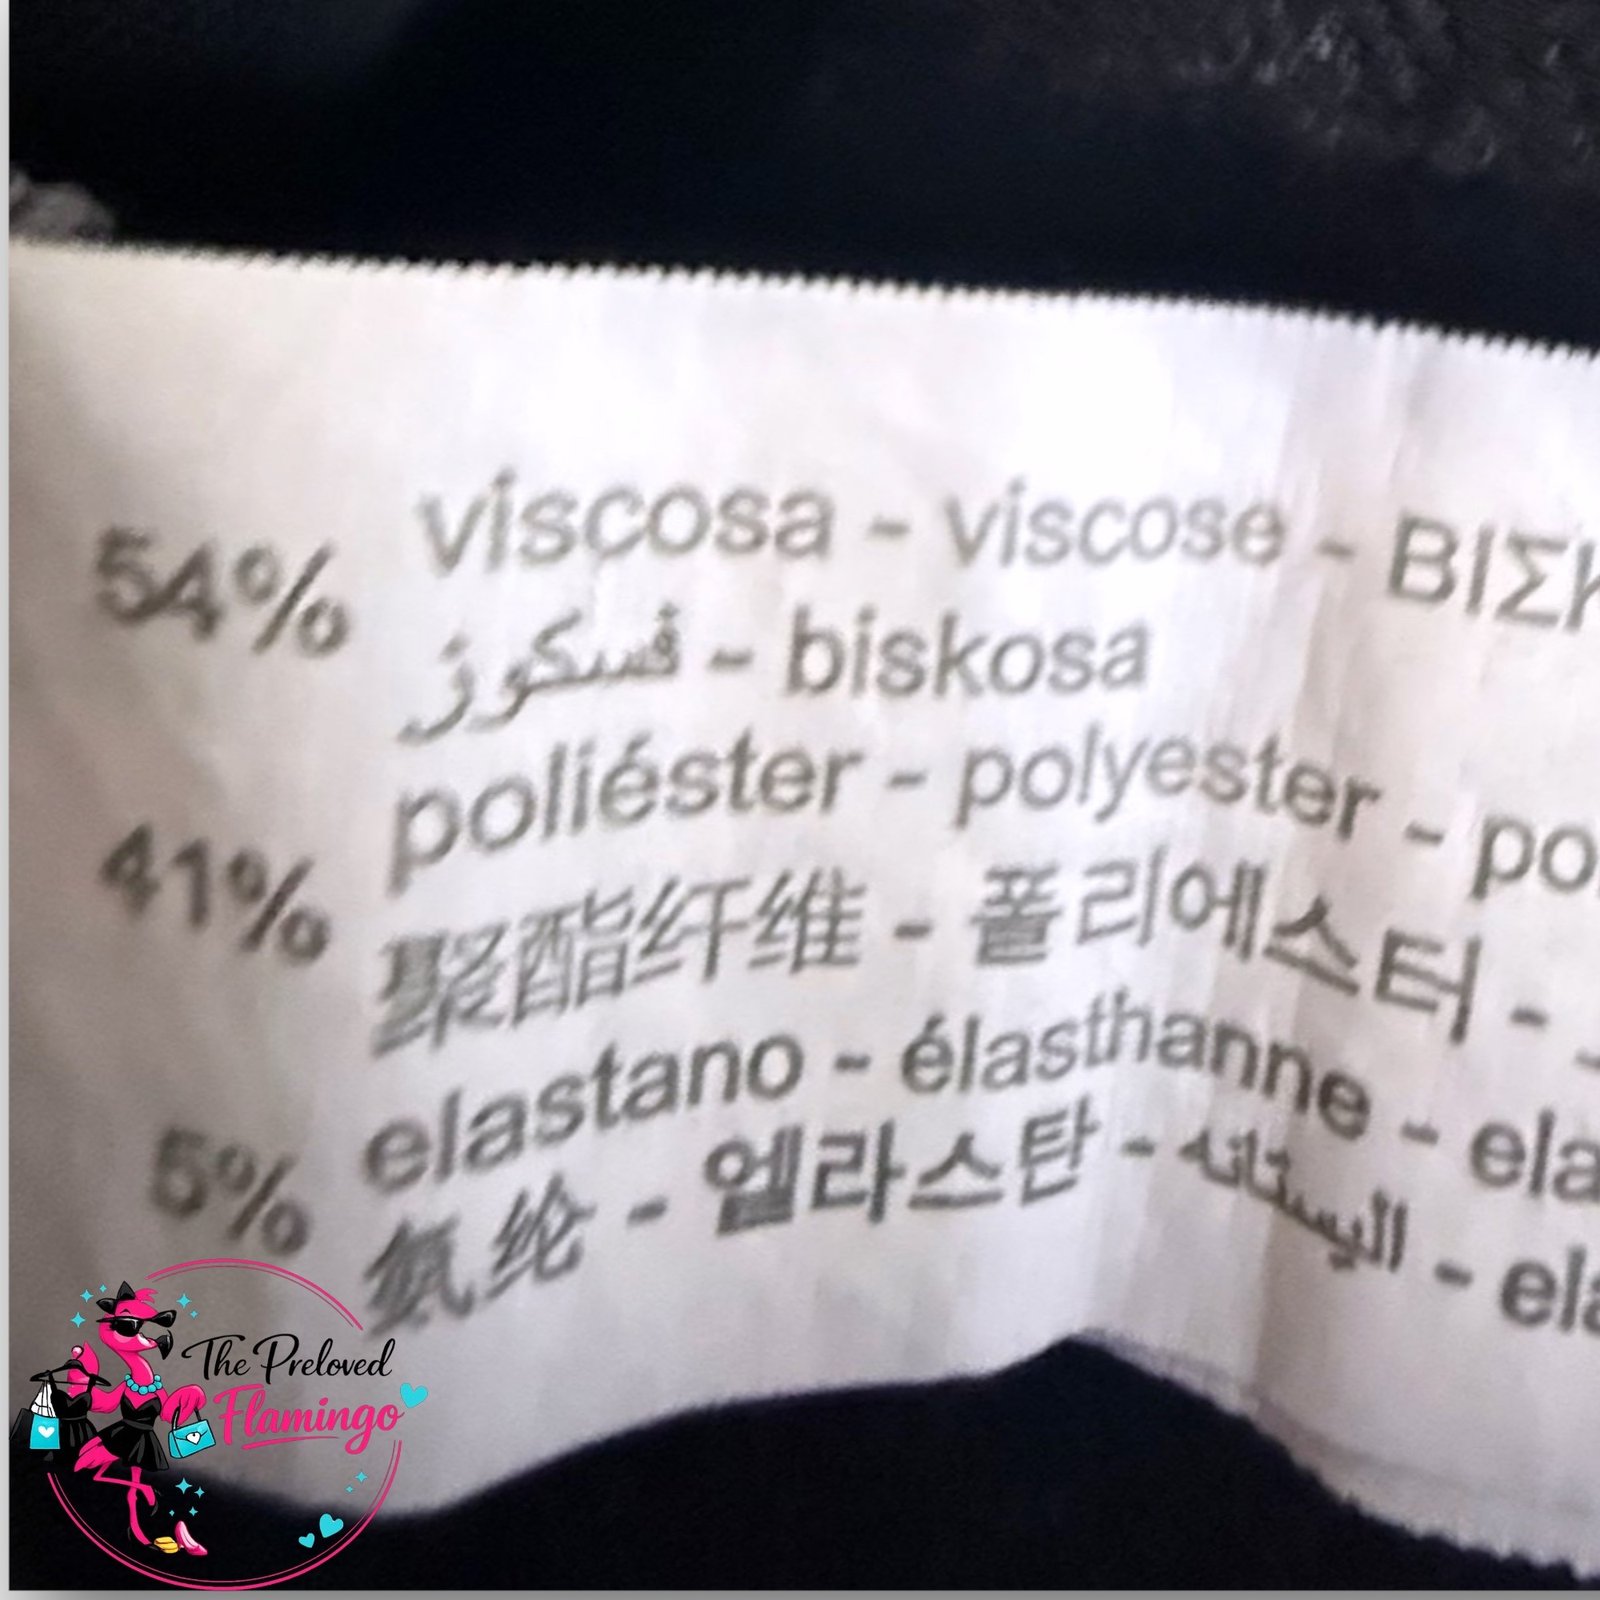 54% viscosa - viscose - ΒΙΣΚ
فسكوز - biskosa
41% poliéster - polyester - po
聚酯纤维 - 폴리에스터 -
5% elastano - élasthanne - ela
氨纶 - 엘라스탄 - اليستانه - ela
The Preloved
Flamingo